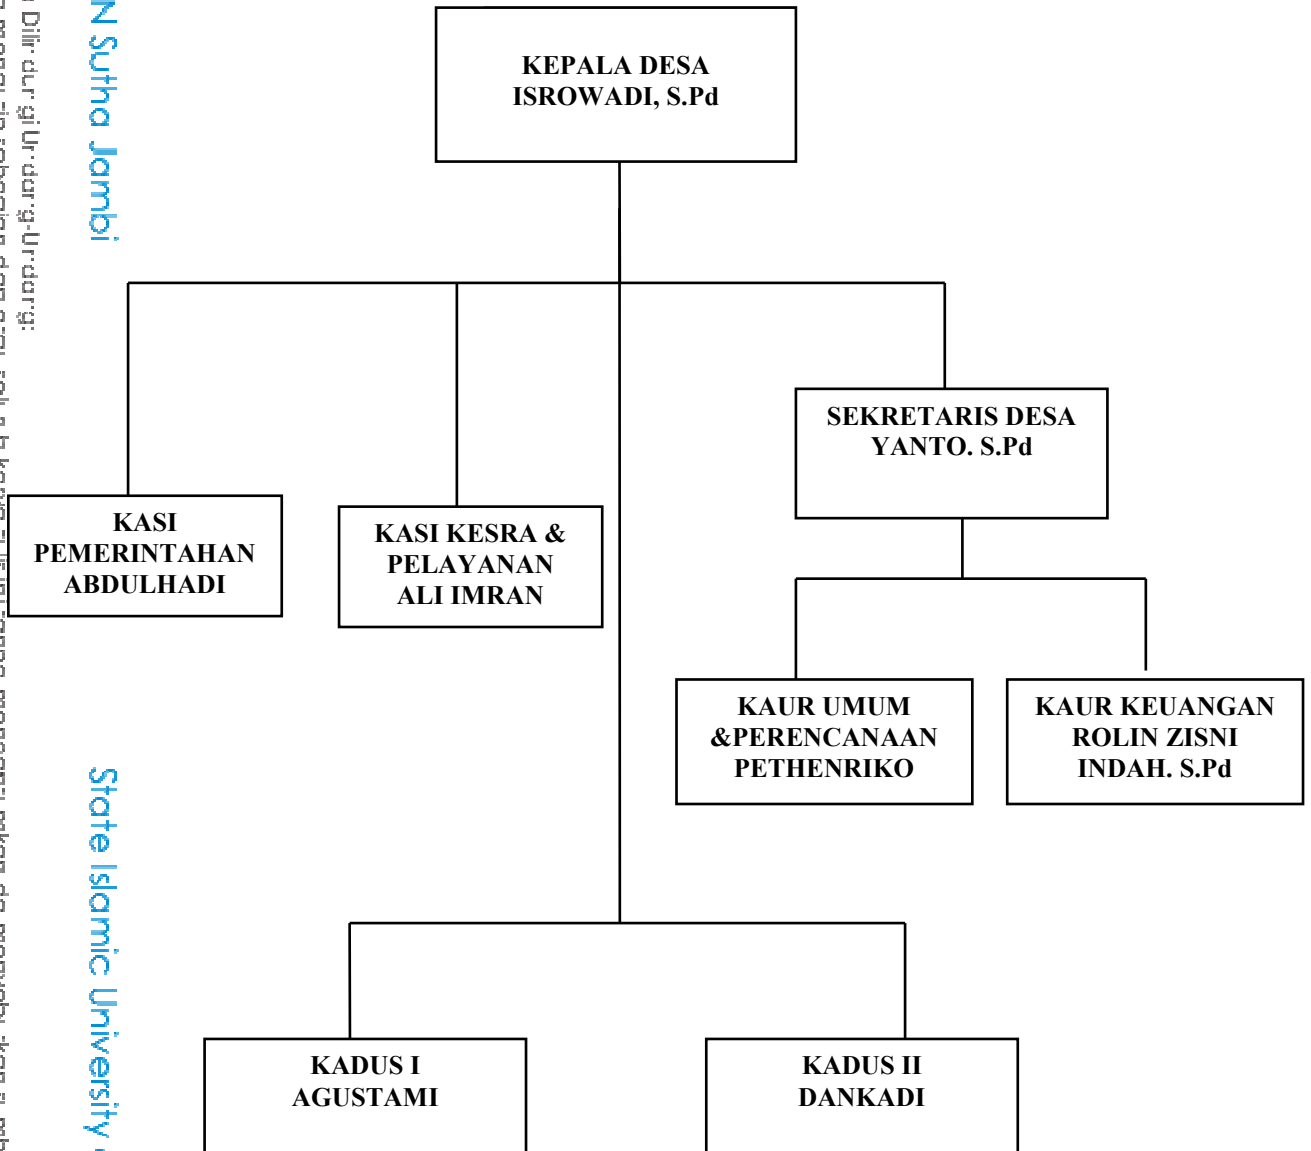 KEPALA DESA
ISROWADI, S.Pd
SEKRETARIS DESA
YANTO. S.Pd
KASI
PEMERINTAHAN
ABDULHADI
KASI KESRA &
PELAYANAN
ALI IMRAN
KAUR UMUM
&PERENCANAAN
PETHENRIKO
KAUR KEUANGAN
ROLIN ZISNI
INDAH. S.Pd
KADUS I
AGUSTAMI
KADUS II
DANKADI
N Sutha Jambi
State Islamic University